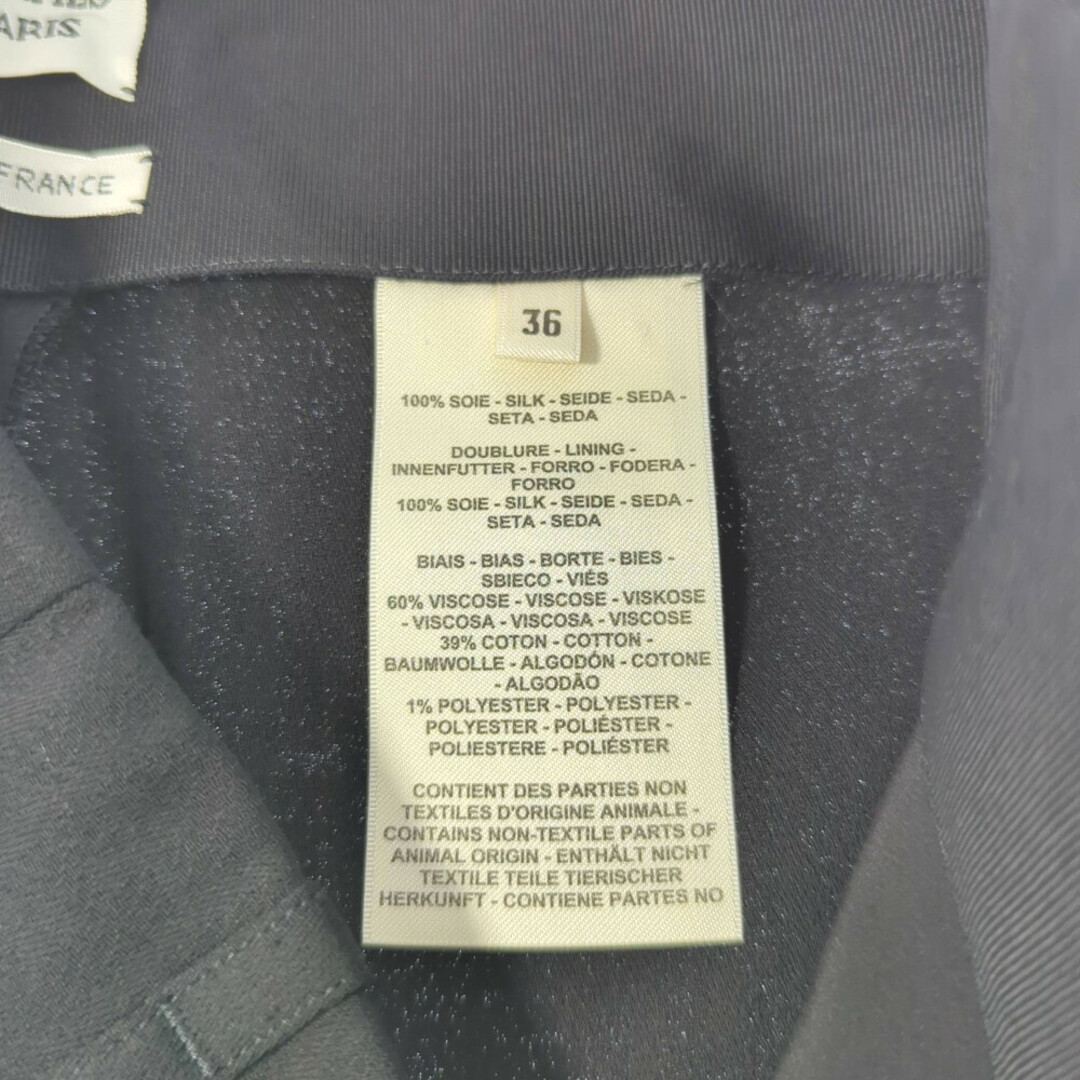 ARIS
FRANCE
36
100% SOIE - SILK - SEIDE - SEDA -
SETA - SEDA
DOUBLURE - LINING -
INNENFUTTER - FORRO - FODERA -
FORRO
100% SOIE - SILK - SEIDE - SEDA -
SETA - SEDA
BIAIS - BIAS - BORTE - BIES -
SBIECO - VIÉS
60% VISCOSE - VISCOSE - VISKOSE
- VISCOSA - VISCOSA - VISCOSE
39% COTON - COTTON -
BAUMWOLLE - ALGODÓN - COTONE
- ALGODÃO
1% POLYESTER - POLYESTER -
POLYESTER - POLIÉSTER -
POLIESTERE - POLIÉSTER
CONTIENT DES PARTIES NON
TEXTILES D'ORIGINE ANIMALE -
CONTAINS NON-TEXTILE PARTS OF
ANIMAL ORIGIN - ENTHÄLT NICHT
TEXTILE TEILE TIERISCHER
HERKUNFT - CONTIENE PARTES NO